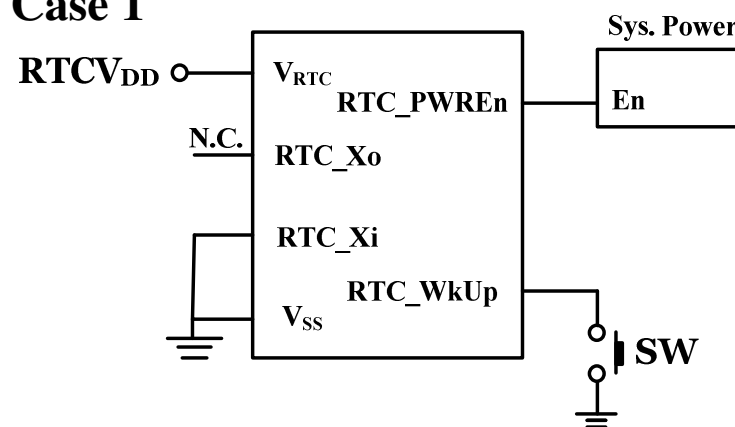 Case 1
Sys. Power
RTCVDD
VRTC
RTC_PWREn
En
N.C.
RTC_Xo
RTC_Xi
RTC_WkUp
VSS
SW